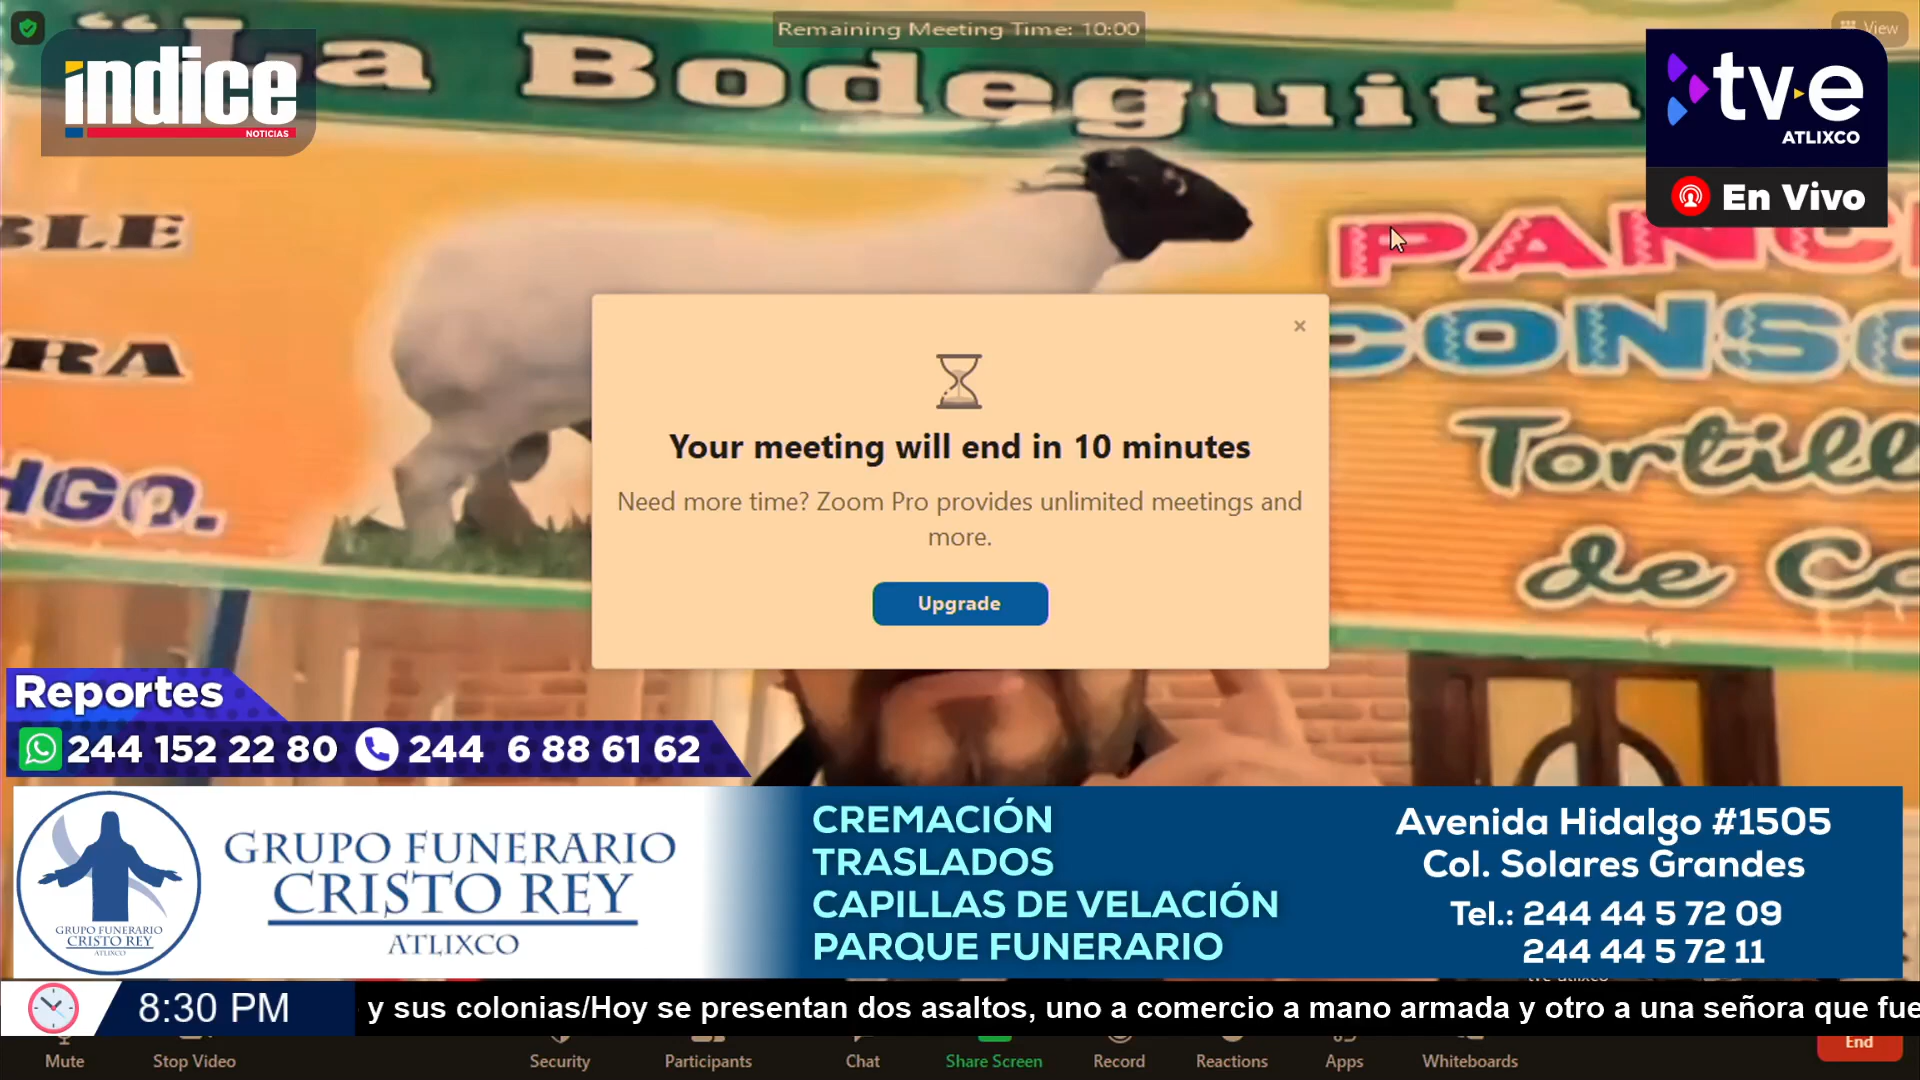 Remaining Meeting Time: 10:00
View
"La Bodeguita
índice
NOTICIAS
tv·e
ATLIXCO
En Vivo
BLE
RA
HGO.
PANC
CONSO
Tortill
de Co
×
Your meeting will end in 10 minutes
Need more time? Zoom Pro provides unlimited meetings and
more.
Upgrade
Reportes
244 152 22 80 244 6 88 61 62
GRUPO FUNERARIO
CRISTO REY
ATLIXCO
GRUPO FUNERARIO
CRISTO REY
ATLIXCO
CREMACIÓN
TRASLADOS
CAPILLAS DE VELACIÓN
PARQUE FUNERARIO
Avenida Hidalgo #1505
Col. Solares Grandes
Tel.: 244 44 5 72 09
244 44 5 72 11
8:30 PM
y sus colonias/Hoy se presentan dos asaltos, uno a comercio a mano armada y otro a una señora que fue
Mute
Stop Video
Security
Participants
Chat
Share Screen
Record
Reactions
Apps
Whiteboards
End